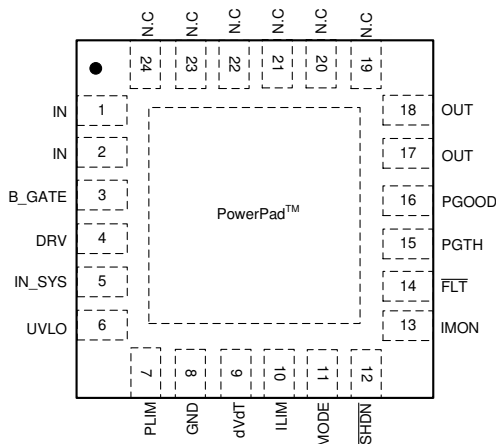 N.C N.C N.C N.C N.C N.C
24 23 22 21 20 19
IN 1 18 OUT
IN 2 17 OUT
B_GATE 3 16 PGOOD
PowerPad™
DRV 4 15 PGTH
IN_SYS 5 14 FLT
UVLO 6 13 IMON
7 8 9 10 11 12
PLIM GND dVdT ILIM MODE SHDN